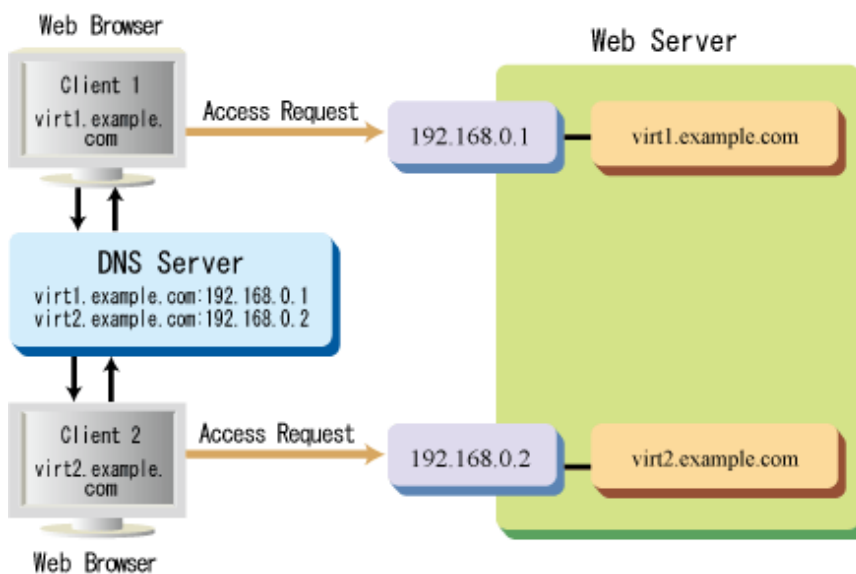 Web Browser
Client 1
virt1.example.
com
Access Request
Web Server
192.168.0.1
virt1.example.com
DNS Server
virt1.example.com:192.168.0.1
virt2.example.com:192.168.0.2
Client 2
virt2.example.
com
Access Request
192.168.0.2
virt2.example.com
Web Browser